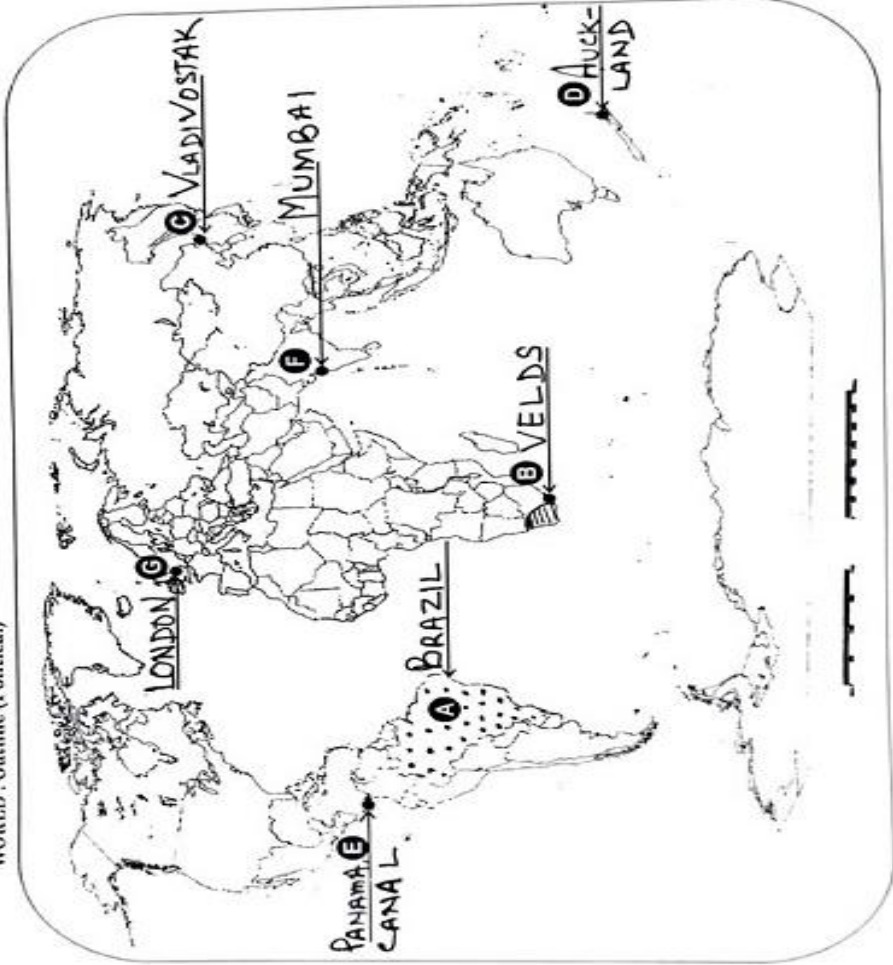 WORLD : Outline (Political)
C VLADIVOSTAK
MUMBAI
F
LONDON G
B VELDS
D AUCK-
LAND
BRAZIL
A
PANAMA E
CANAL.